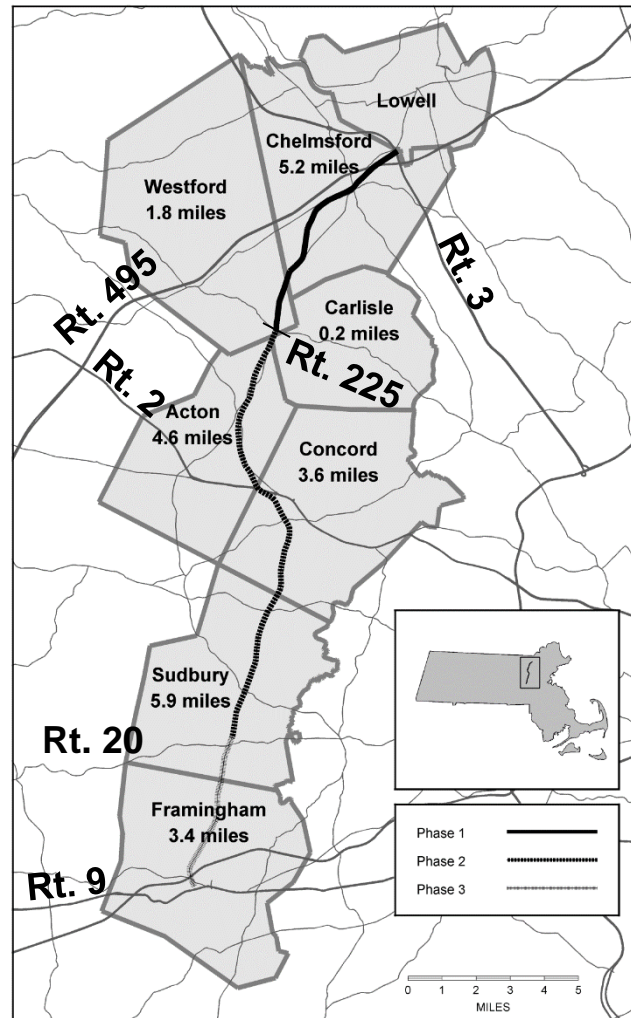 Lowell
Chelmsford
5.2 miles
Westford
1.8 miles
Rt. 3
Rt. 495
Carlisle
0.2 miles
Rt. 225
Rt. 2
Acton
4.6 miles
Concord
3.6 miles
Sudbury
5.9 miles
Rt. 20
Framingham
3.4 miles
Rt. 9
Phase 1
Phase 2
Phase 3
0 1 2 3 4 5
MILES